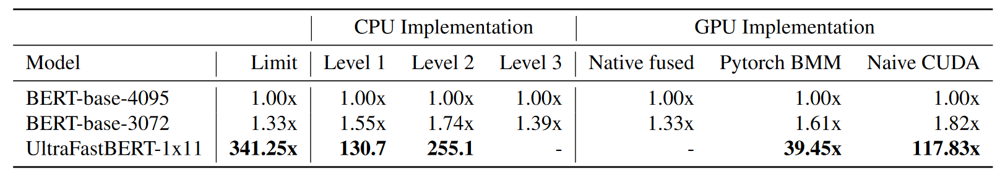 CPU Implementation GPU Implementation
Model Limit Level 1 Level 2 Level 3 Native fused Pytorch BMM Naive CUDA
BERT-base-4095 1.00x 1.00x 1.00x 1.00x 1.00x 1.00x 1.00x
BERT-base-3072 1.33x 1.55x 1.74x 1.39x 1.33x 1.61x 1.82x
UltraFastBERT-1x11 341.25x 130.7 255.1 - - 39.45x 117.83x